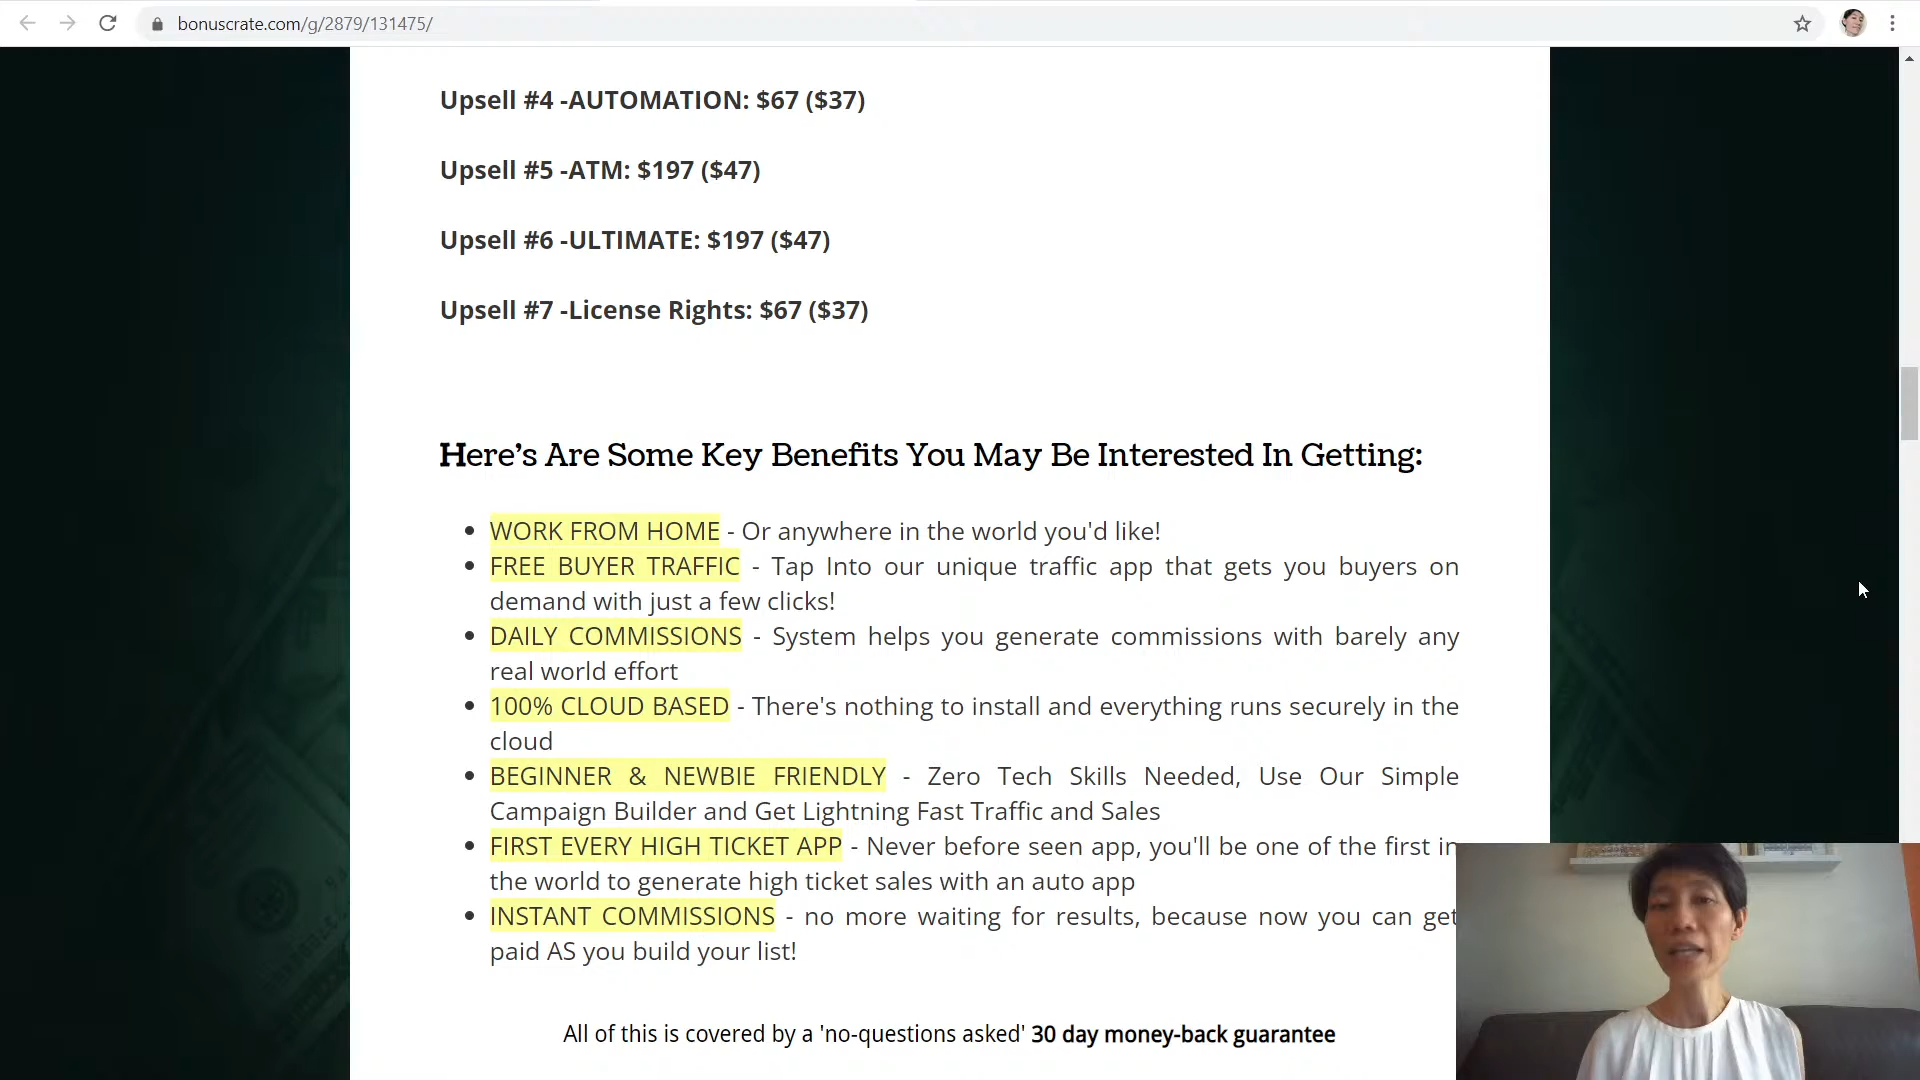 bonuscrate.com/g/2879/131475/
Upsell #4 -AUTOMATION: $67 ($37)
Upsell #5 -ATM: $197 ($47)
Upsell #6 -ULTIMATE: $197 ($47)
Upsell #7 -License Rights: $67 ($37)
Here's Are Some Key Benefits You May Be Interested In Getting:
WORK FROM HOME - Or anywhere in the world you'd like!
FREE BUYER TRAFFIC - Tap Into our unique traffic app that gets you buyers on
demand with just a few clicks!
DAILY COMMISSIONS - System helps you generate commissions with barely any
real world effort
100% CLOUD BASED - There's nothing to install and everything runs securely in the
cloud
BEGINNER & NEWBIE FRIENDLY - Zero Tech Skills Needed, Use Our Simple
Campaign Builder and Get Lightning Fast Traffic and Sales
FIRST EVERY HIGH TICKET APP - Never before seen app, you'll be one of the first in
the world to generate high ticket sales with an auto app
INSTANT COMMISSIONS - no more waiting for results, because now you can get
paid AS you build your list!
All of this is covered by a 'no-questions asked' 30 day money-back guarantee